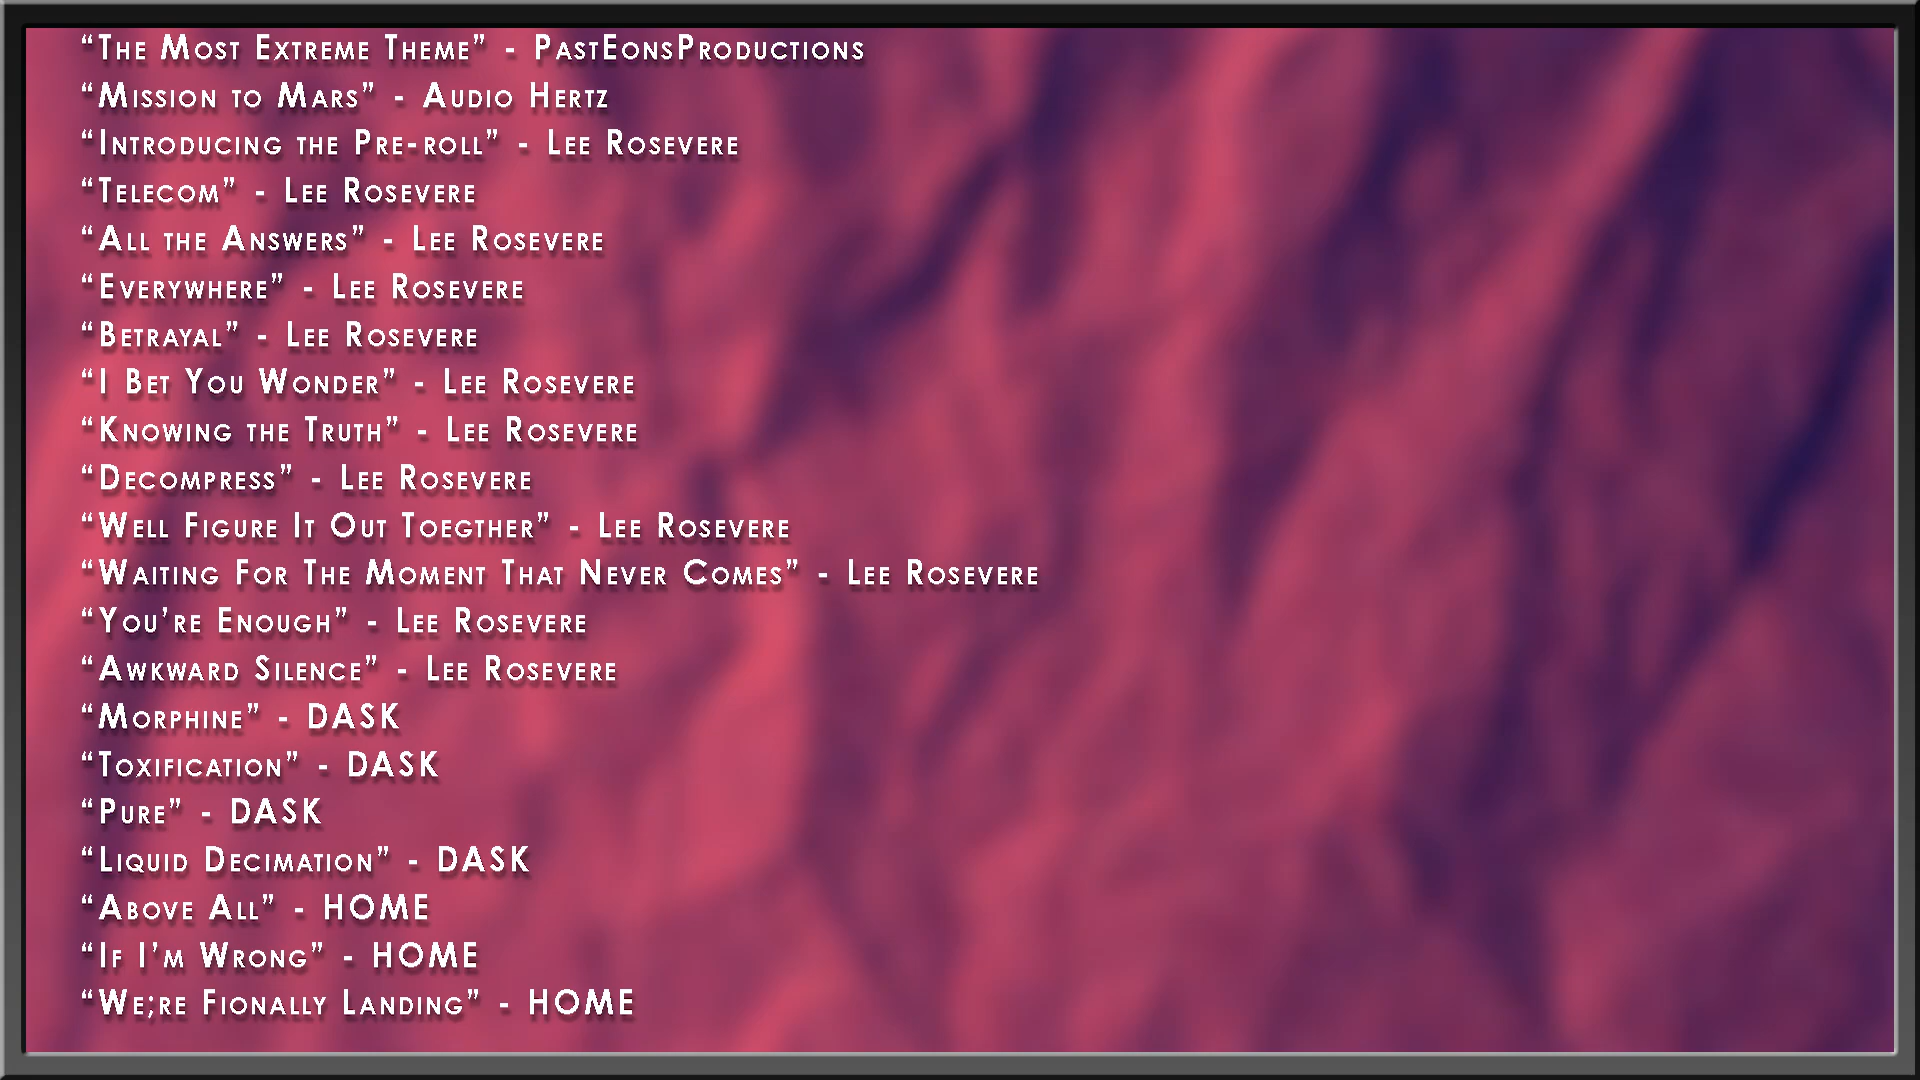 “The Most Extreme Theme” - PastEonsProductions
“Mission to Mars” - Audio Hertz
“Introducing the Pre-roll” - Lee Rosevere
“Telecom” - Lee Rosevere
“All the Answers” - Lee Rosevere
“Everywhere” - Lee Rosevere
“Betrayal” - Lee Rosevere
“I Bet You Wonder” - Lee Rosevere
“Knowing the Truth” - Lee Rosevere
“Decompress” - Lee Rosevere
“Well Figure It Out Toegther” - Lee Rosevere
“Waiting For The Moment That Never Comes” - Lee Rosevere
“You’re Enough” - Lee Rosevere
“Awkward Silence” - Lee Rosevere
“Morphine” - DASK
“Toxification” - DASK
“Pure” - DASK
“Liquid Decimation” - DASK
“Above All” - HOME
“If I’m Wrong” - HOME
“We;re Fionally Landing” - HOME